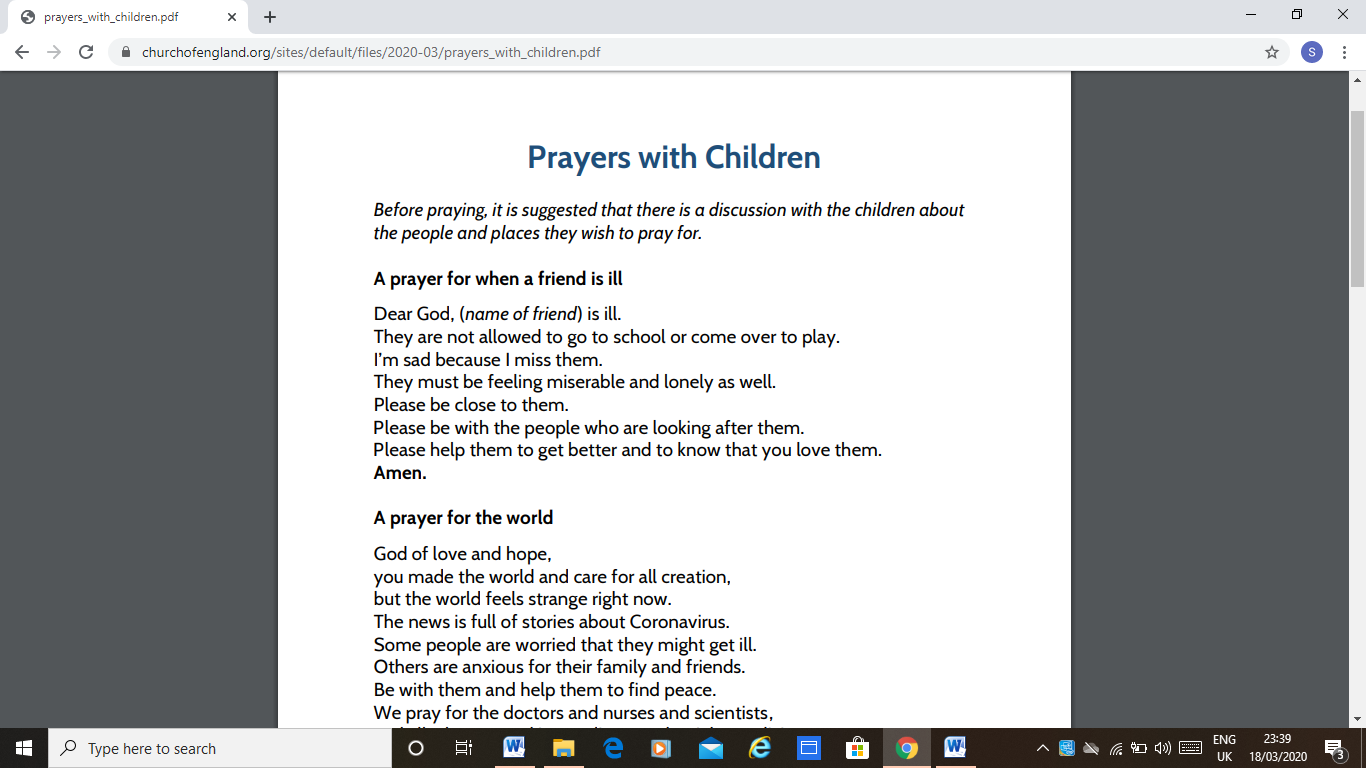 prayers_with_children.pdf
churchofengland.org/sites/default/files/2020-03/prayers_with_children.pdf
S
Prayers with Children
Before praying, it is suggested that there is a discussion with the children about
the people and places they wish to pray for.
A prayer for when a friend is ill
Dear God, (name of friend) is ill.
They are not allowed to go to school or come over to play.
I'm sad because I miss them.
They must be feeling miserable and lonely as well.
Please be close to them.
Please be with the people who are looking after them.
Please help them to get better and to know that you love them.
Amen.
A prayer for the world
God of love and hope,
you made the world and care for all creation,
but the world feels strange right now.
The news is full of stories about Coronavirus.
Some people are worried that they might get ill.
Others are anxious for their family and friends.
Be with them and help them to find peace.
We pray for the doctors and nurses and scientists,
Type here to search
ENG
UK
23:39
18/03/2020
3